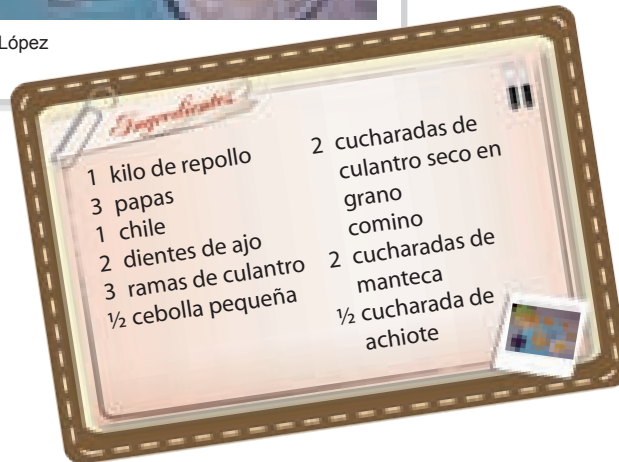 López
Ingredientes
1 kilo de repollo
3 papas
1 chile
2 dientes de ajo
3 ramas de culantro
½ cebolla pequeña
2 cucharadas de
culantro seco en
grano
comino
2 cucharadas de
manteca
½ cucharada de
achiote